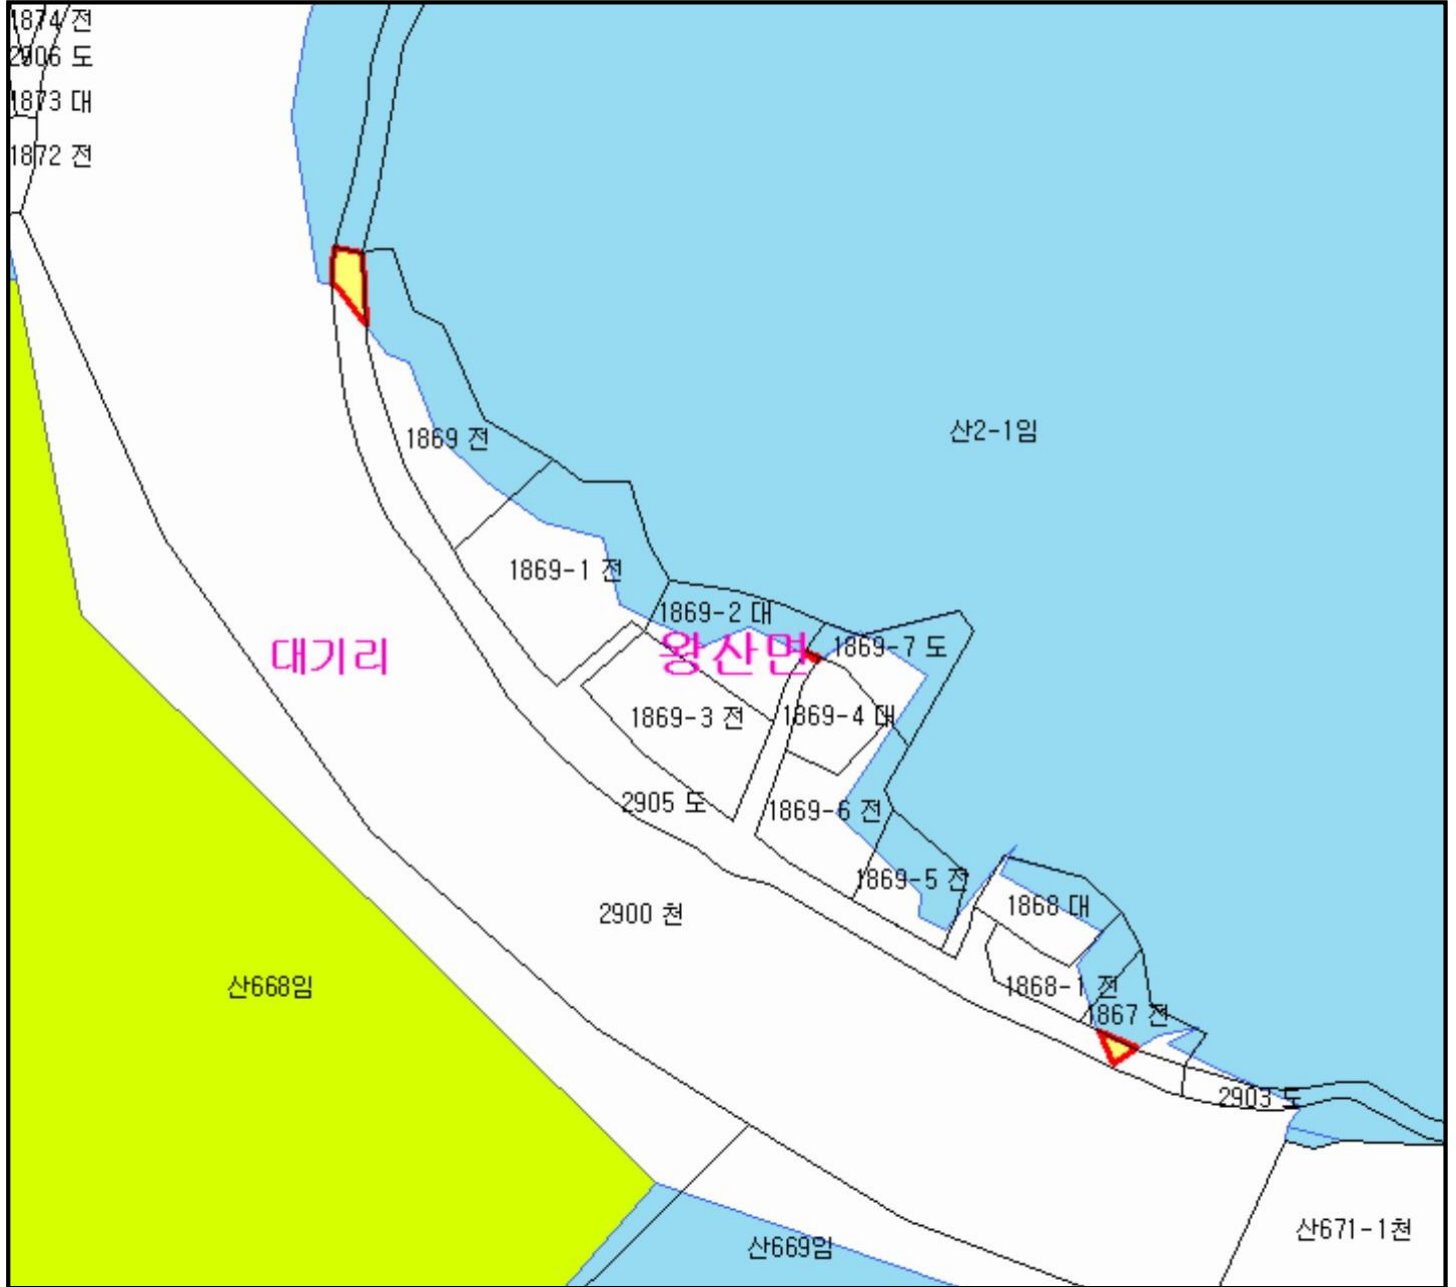 1874 전
2906 도
1873 대
1872 전
산2-1임
1869 전
1869-1 전
1869-2 대
1869-7 도
대기리
왕산면
1869-3 전
1869-4 대
2905 도
1869-6 전
1869-5 전
1868 대
2900 천
산668임
1868-1 전
1867 전
2903 도
산671-1천
산669임